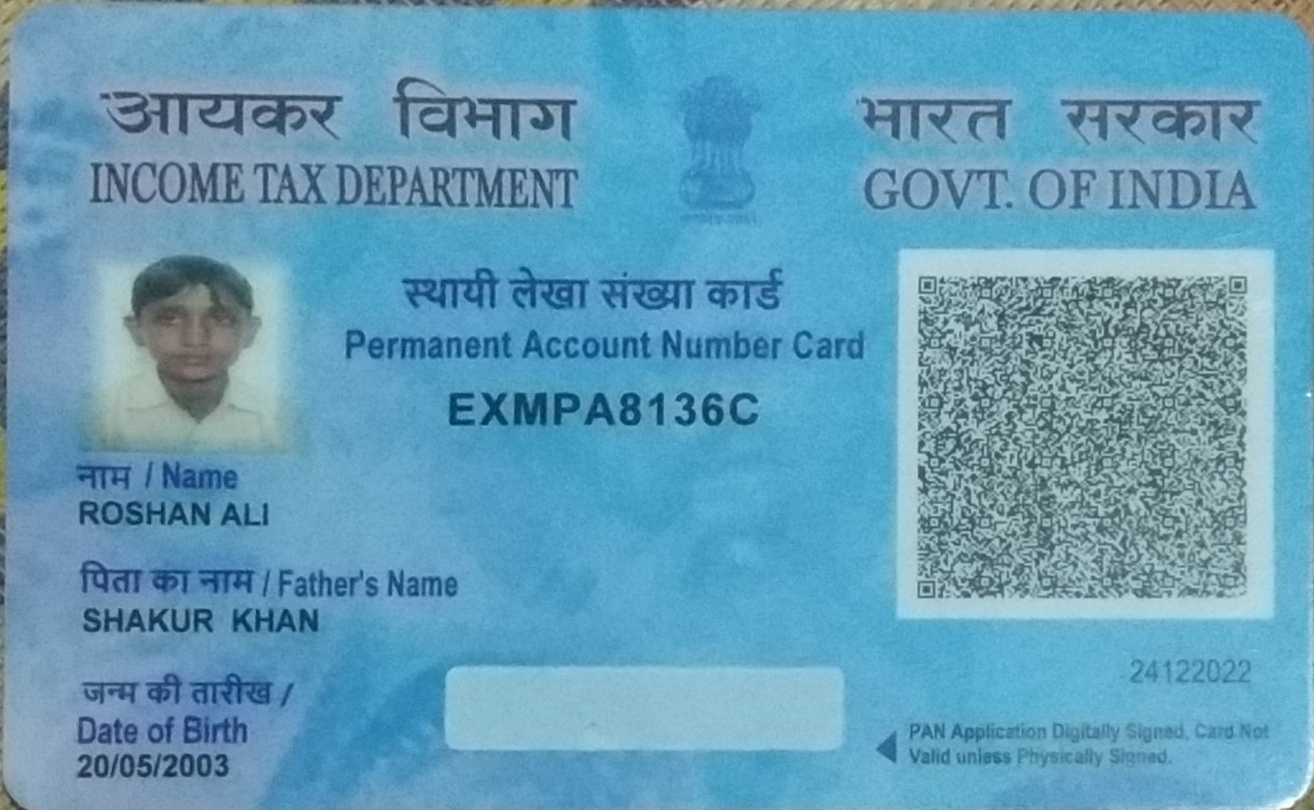 आयकर विभाग
INCOME TAX DEPARTMENT
भारत सरकार
GOVT. OF INDIA
स्थायी लेखा संख्या कार्ड
Permanent Account Number Card
EXMPA8136C
नाम / Name
ROSHAN ALI
पिता का नाम / Father's Name
SHAKUR KHAN
जन्म की तारीख /
Date of Birth
20/05/2003
24122022
PAN Application Digitally Signed, Card Not
Valid unless Physically Signed.